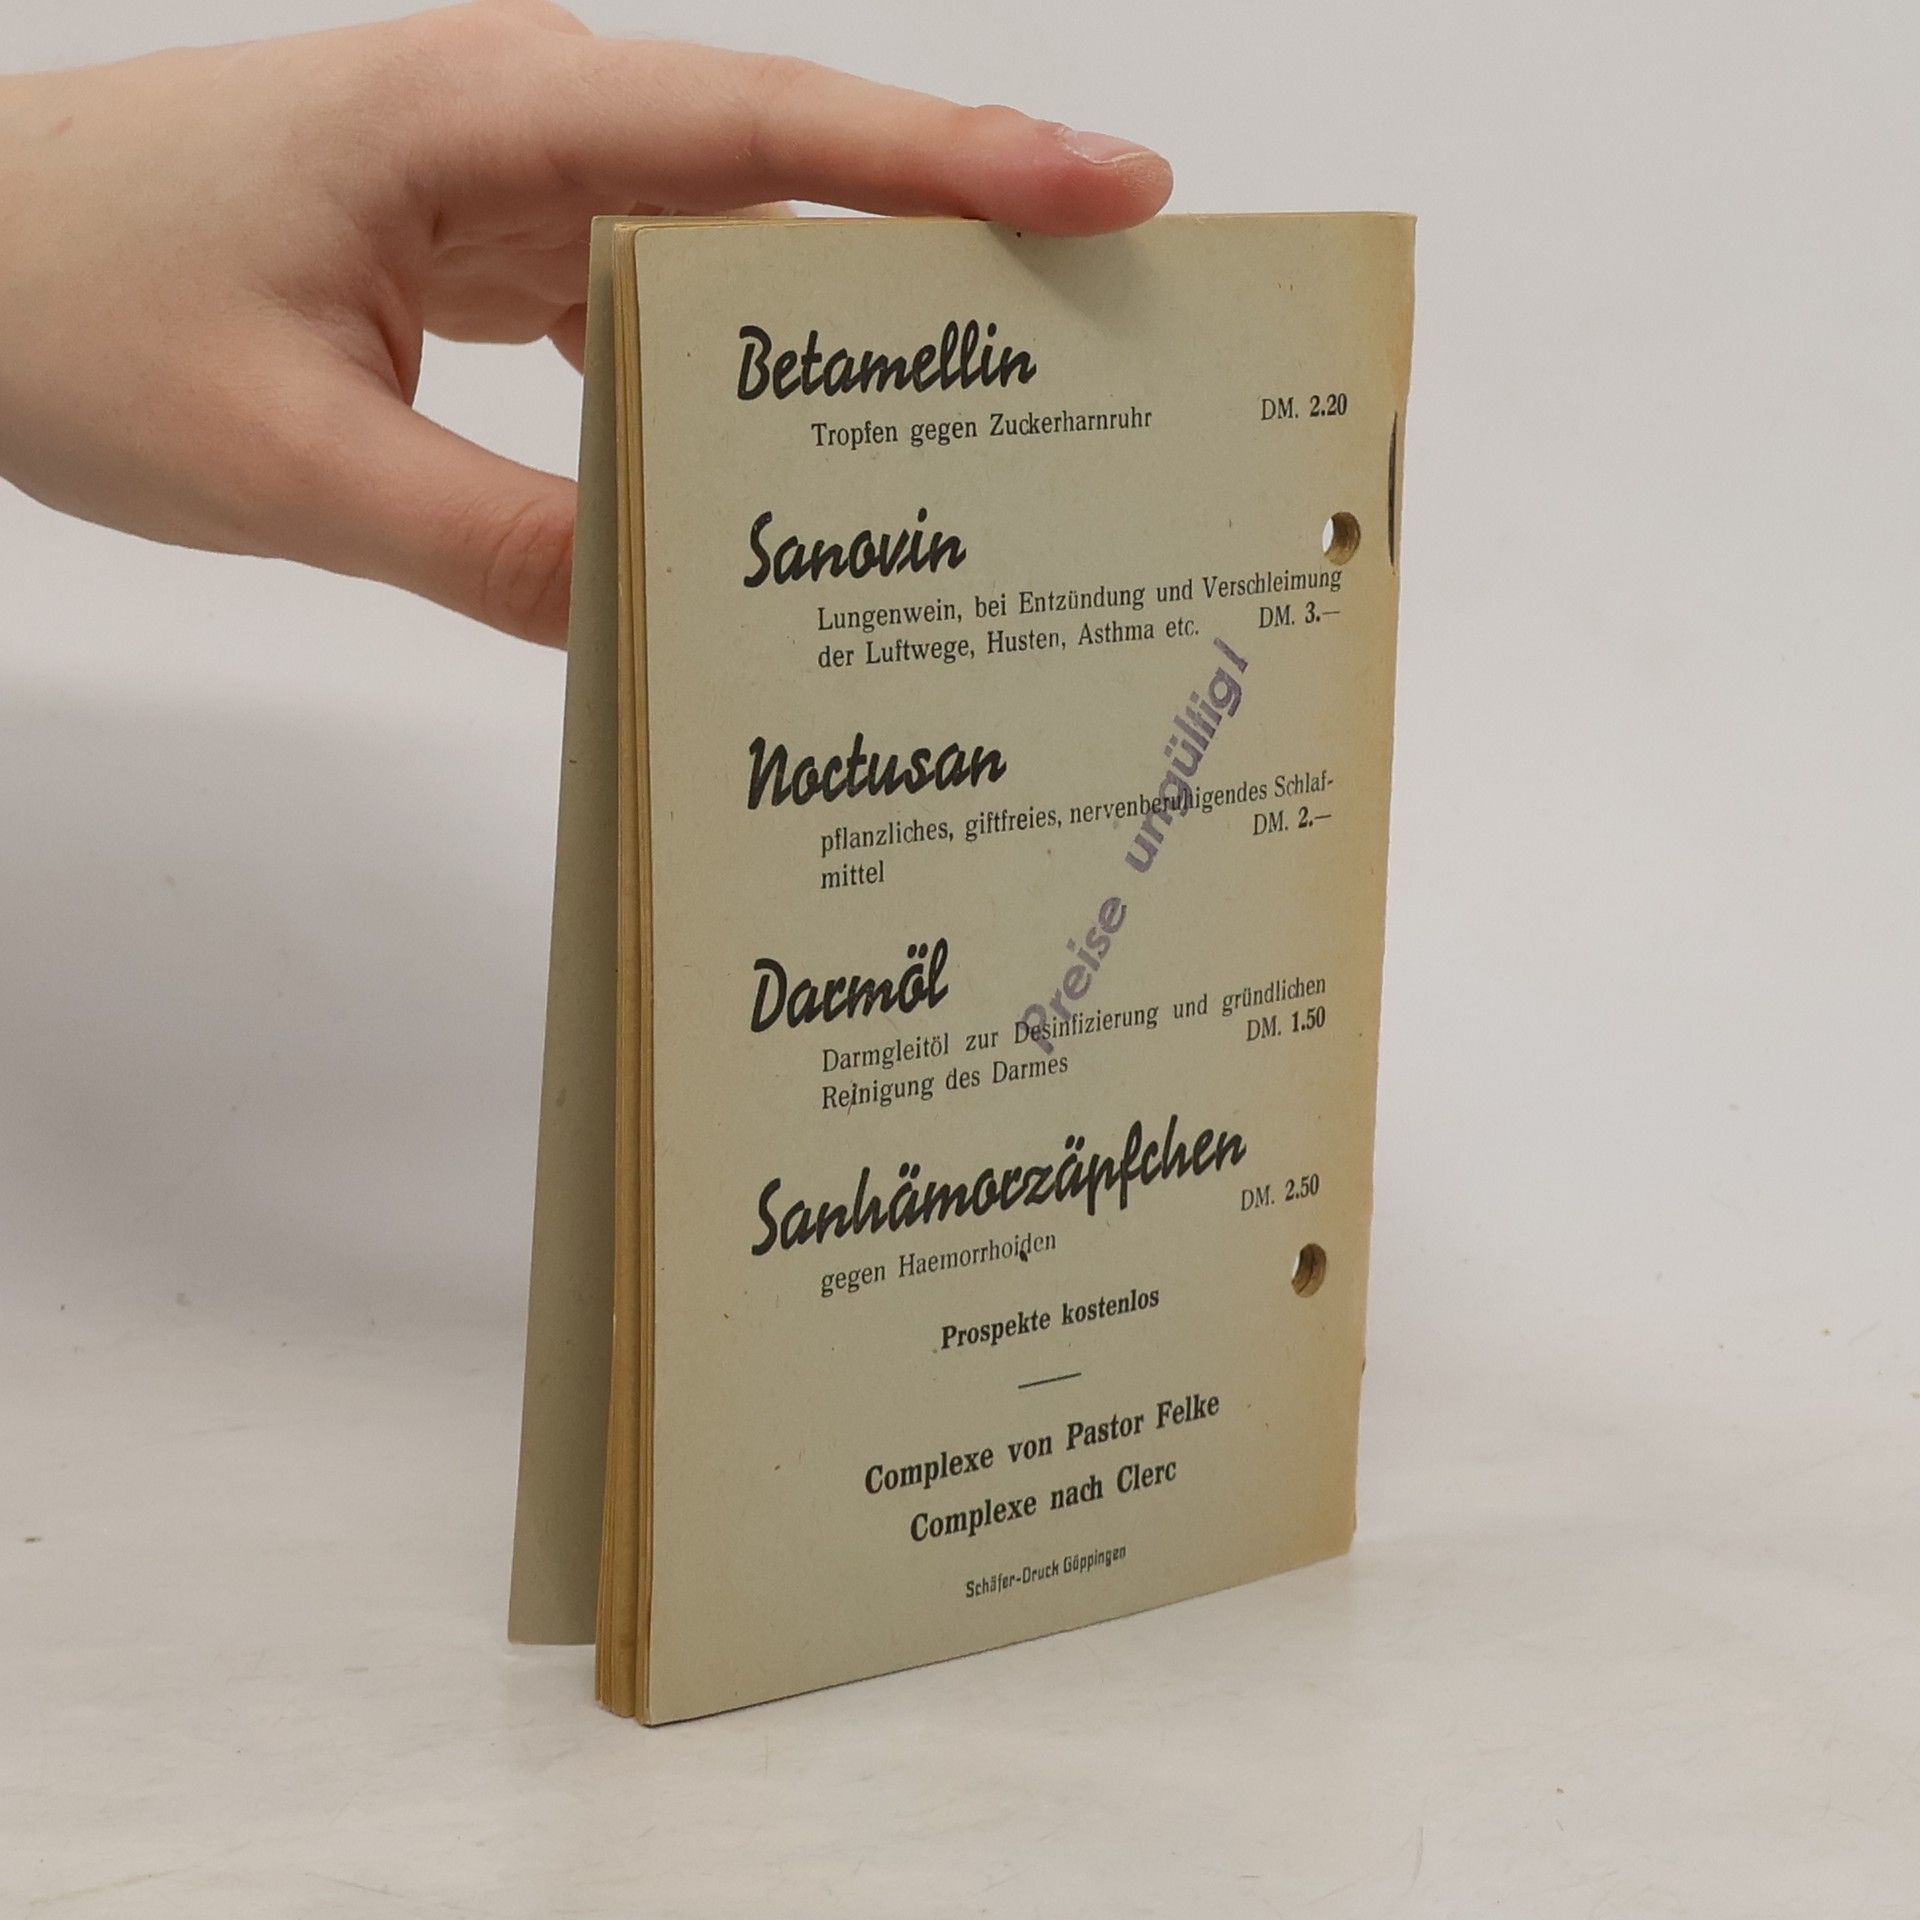 Betamellin
Tropfen gegen Zuckerharnruhr DM. 2.20
Sanovin
Lungenwein, bei Entzündung und Verschleimung
der Luftwege, Husten, Asthma etc. DM. 3.—
Noctusan
pflanzliches, giftfreies, nervenberuhigendes Schlaf-
mittel DM. 2.—
Preise ungültig!
Darmöl
Darmgleitöl zur Desinfizierung und gründlichen
Reinigung des Darmes DM. 1.50
Sanhämorzäpfchen
gegen Haemorrhoiden DM. 2.50
Prospekte kostenlos
Complexe von Pastor Felke
Complexe nach Clerc
Schäfer-Druck Göppingen